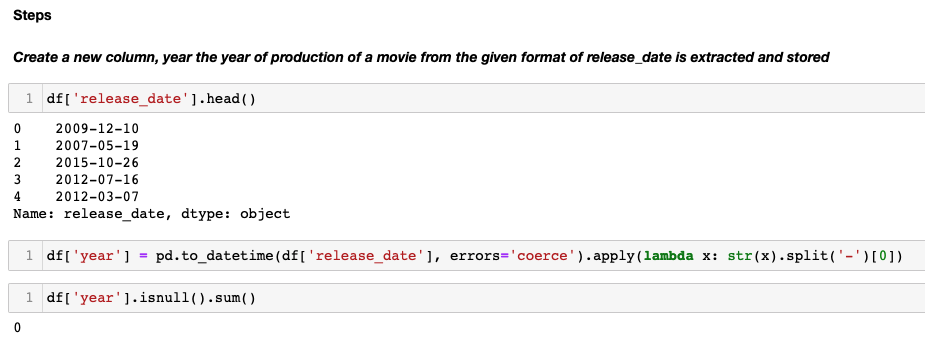 Steps
Create a new column, year the year of production of a movie from the given format of release_date is extracted and stored
1 df['release_date'].head()
0 2009-12-10
1 2007-05-19
2 2015-10-26
3 2012-07-16
4 2012-03-07
Name: release_date, dtype: object
1 df['year'] = pd.to_datetime(df['release_date'], errors='coerce').apply(lambda x: str(x).split('-')[0])
1 df['year'].isnull().sum()
0